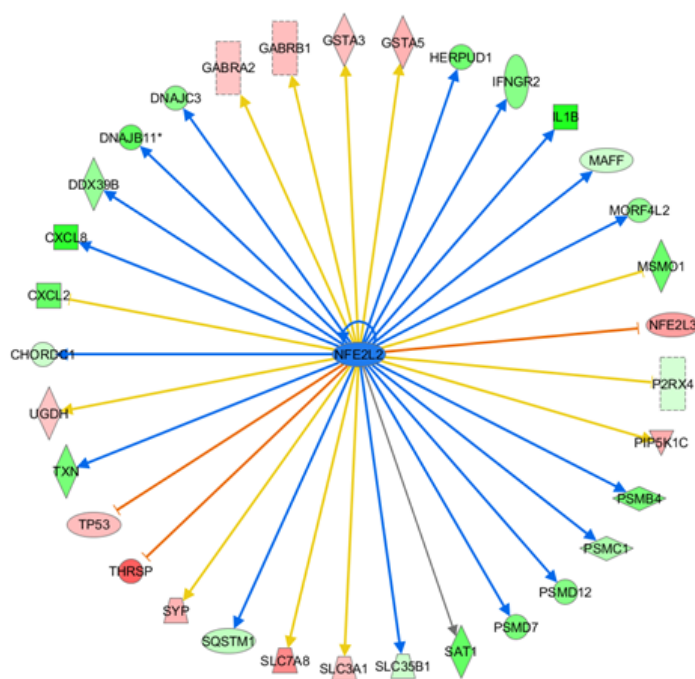 GABRA2
GABRB1
GSTA3
GSTA5
HERPUD1
IFNGR2
IL1B
MAFF
MORF4L2
MSMO1
NFE2L3
P2RX4
PIP5K1C
PSMB4
PSMC1
PSMD12
PSMD7
SAT1
SLC35B1
SLC3A1
SLC7A8
SQSTM1
SYP
THRSP
TP53
TXN
UGDH
CHORDC1
CXCL2
CXCL8
DDX39B
DNAJB11*
DNAJC3
NFE2L2